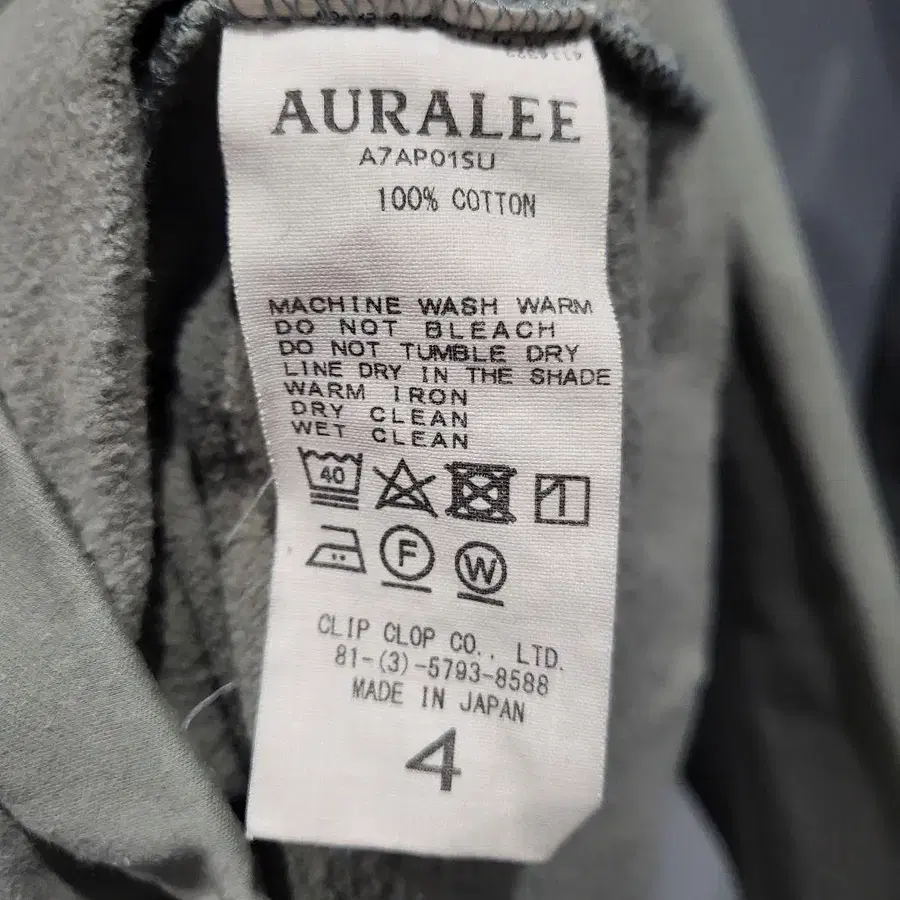 AURALEE
A7AP01SU
100% COTTON
MACHINE WASH WARM
DO NOT BLEACH
DO NOT TUMBLE DRY
LINE DRY IN THE SHADE
WARM IRON
DRY CLEAN
WET CLEAN
40
F
W
CLIP CLOP CO., LTD.
81-(3)-5793-8588
MADE IN JAPAN
4